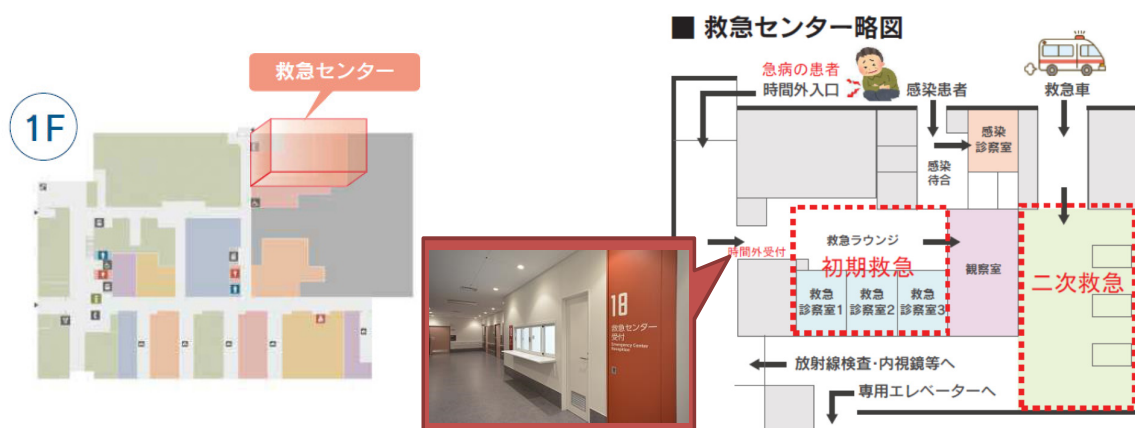 救急センター
1F
■ 救急センター略図
急病の患者
時間外入口
感染患者
救急車
感染
診察室
感染
待合
時間外受付
救急ラウンジ
初期救急
観察室
二次救急
救急
診察室1
救急
診察室2
救急
診察室3
放射線検査・内視鏡等へ
専用エレベーターへ
18
救急センター
受付
Emergency Center
Reception